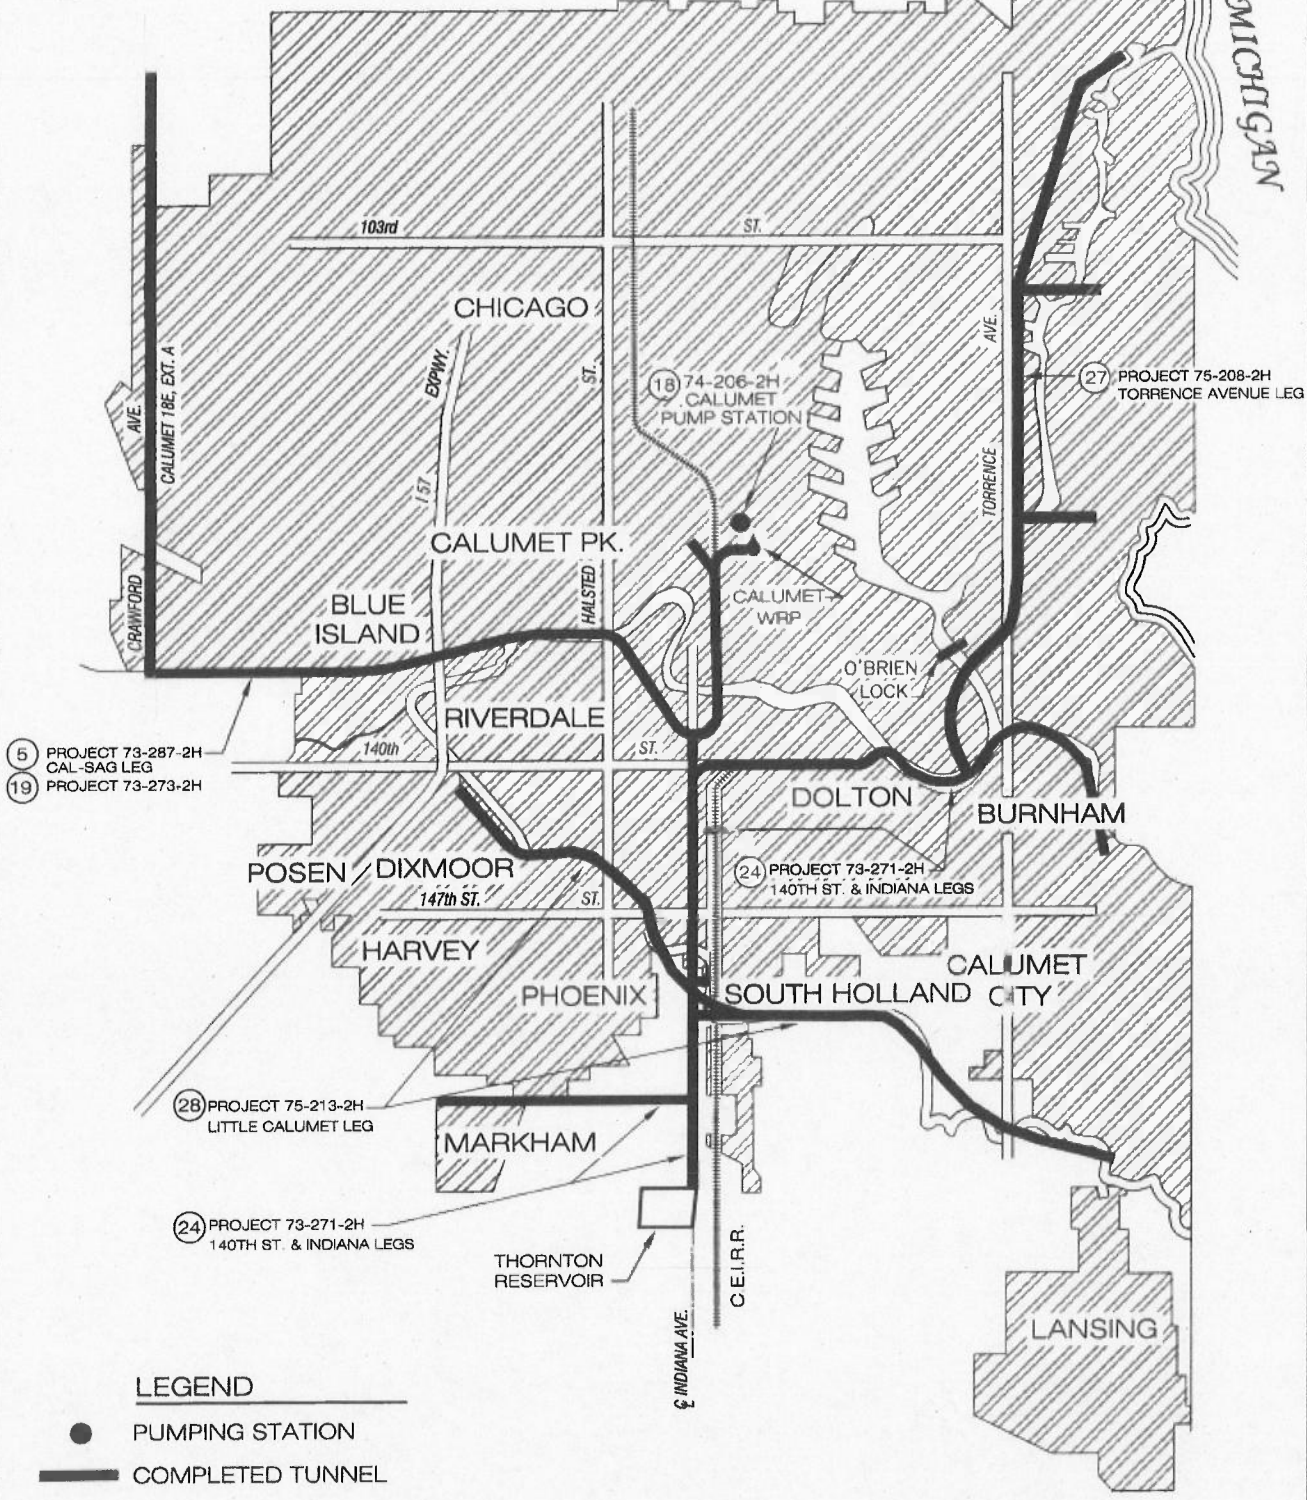 MICHIGAN
103rd
ST.
CHICAGO
EXPWY.
I 57
ST.
HALSTED
AVE.
TORRENCE
18
74-206-2H
CALUMET
PUMP STATION
27
PROJECT 75-208-2H
TORRENCE AVENUE LEG
AVE.
CRAWFORD
CALUMET 18E, EXT. A
CALUMET PK.
BLUE
ISLAND
CALUMET
WRP
O'BRIEN
LOCK
RIVERDALE
5
PROJECT 73-287-2H
CAL-SAG LEG
19
PROJECT 73-273-2H
140th
ST.
DOLTON
BURNHAM
POSEN / DIXMOOR
24
PROJECT 73-271-2H
140TH ST. & INDIANA LEGS
147th ST.
ST.
HARVEY
CALUMET
CITY
PHOENIX
SOUTH HOLLAND
28
PROJECT 75-213-2H
LITTLE CALUMET LEG
MARKHAM
24
PROJECT 73-271-2H
140TH ST. & INDIANA LEGS
THORNTON
RESERVOIR
C.E.I.R.R.
℄ INDIANA AVE.
LANSING
LEGEND
PUMPING STATION
COMPLETED TUNNEL